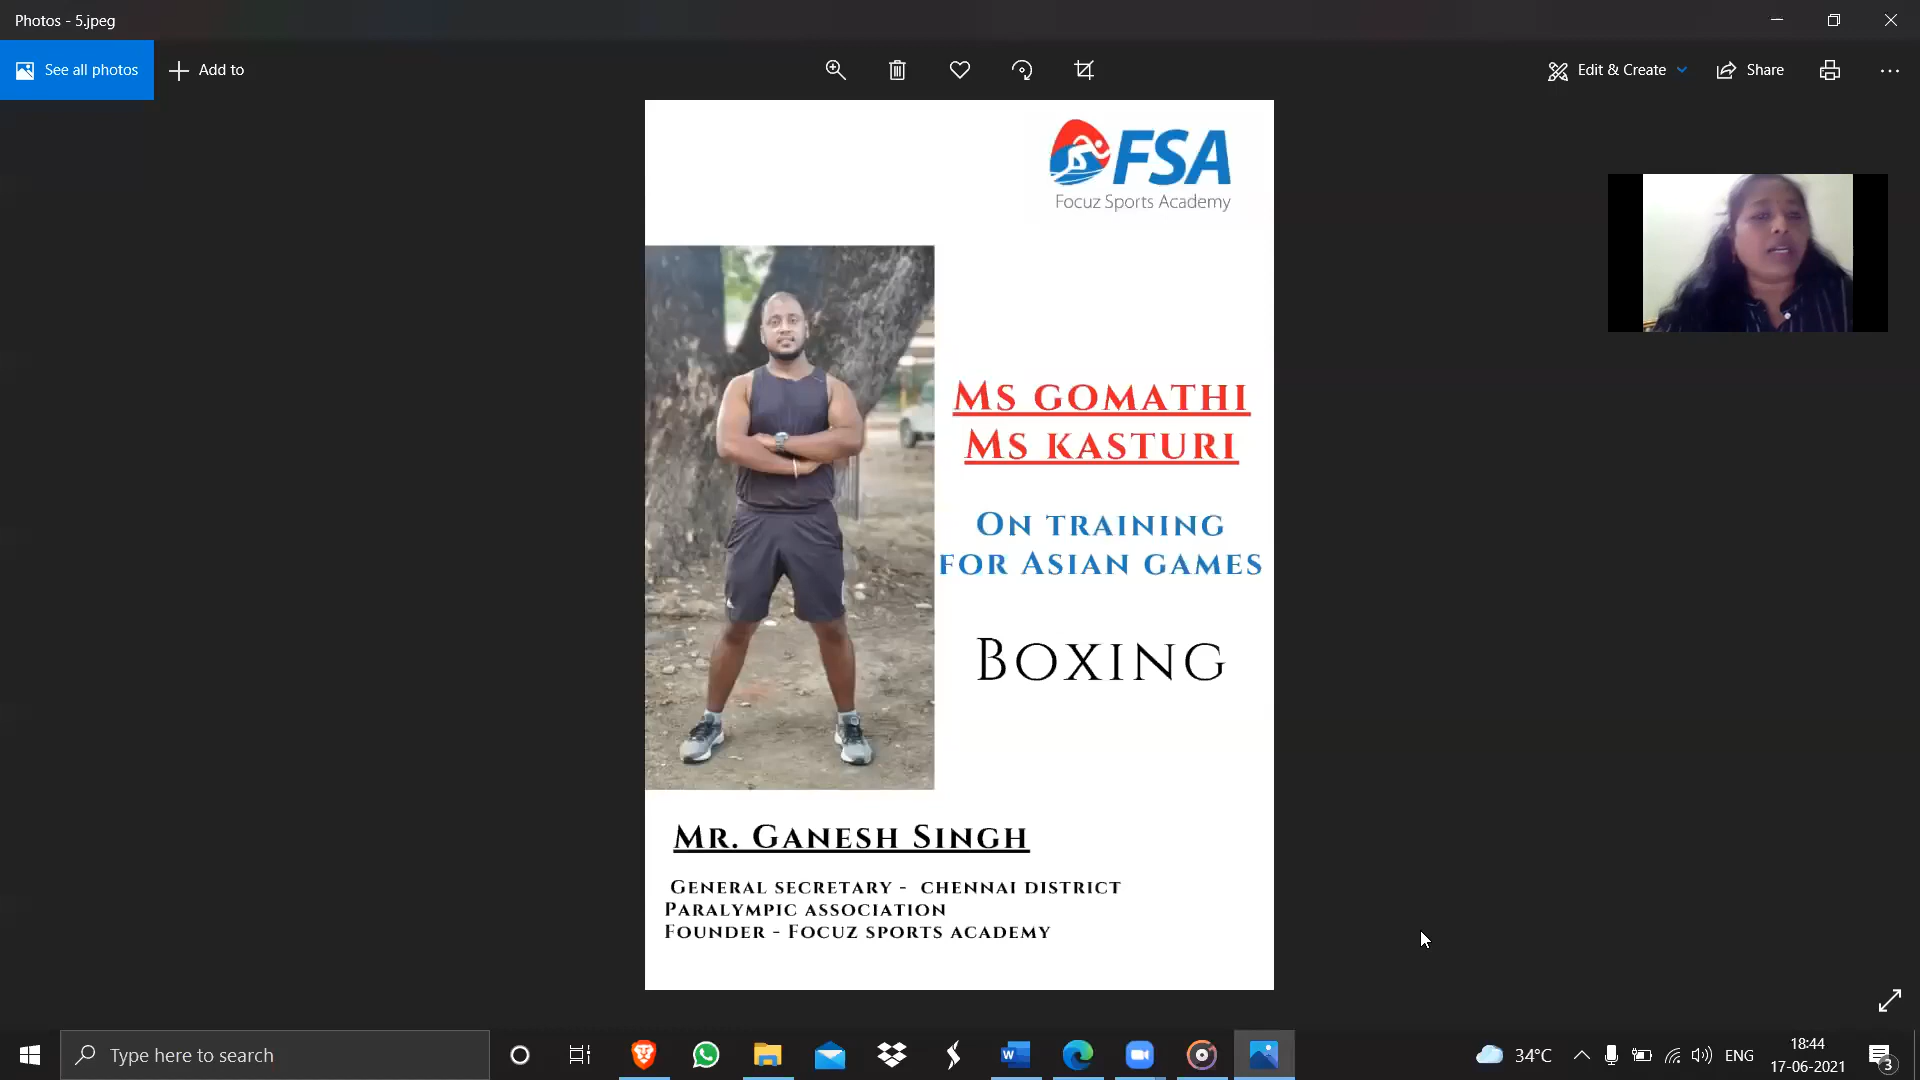 Photos - 5.jpeg
See all photos
Add to
Edit & Create
Share
FSA
Focuz Sports Academy
Ms GOMATHI
Ms KASTURI
ON TRAINING
FOR ASIAN GAMES
BOXING
MR. GANESH SINGH
GENERAL SECRETARY - CHENNAI DISTRICT
PARALYMPIC ASSOCIATION
FOUNDER - FOCUZ SPORTS ACADEMY
Type here to search
34°C
ENG
18:44
17-06-2021
3